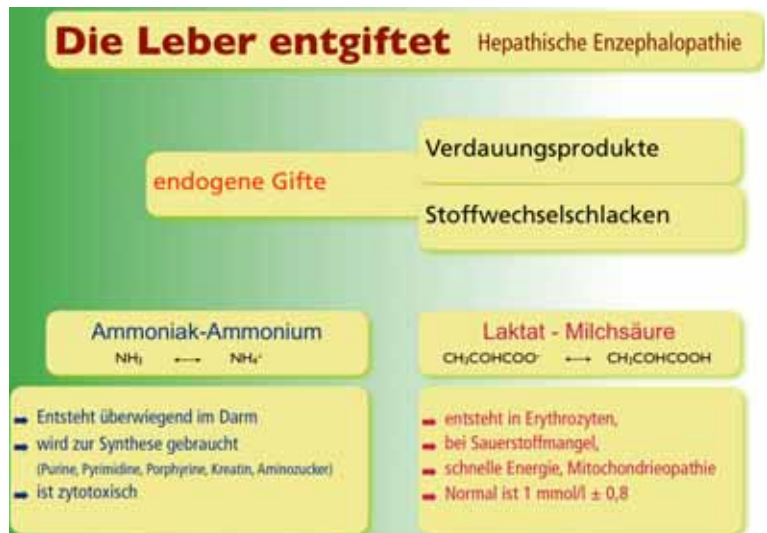 Die Leber entgiftet Hepathische Enzephalopathie
endogene Gifte
Verdauungsprodukte
Stoffwechselschlacken
Ammoniak-Ammonium
NH₃ ⟷ NH₄⁺
➡ Entsteht überwiegend im Darm
➡ wird zur Synthese gebraucht
(Purine, Pyrimidine, Porphyrine, Kreatin, Aminozucker)
➡ ist zytotoxisch
Laktat - Milchsäure
CH₃COHCOO⁻ ⟷ CH₃COHCOOH
➡ entsteht in Erythrozyten,
➡ bei Sauerstoffmangel,
➡ schnelle Energie, Mitochondrieopathie
➡ Normal ist 1 mmol/l ± 0,8